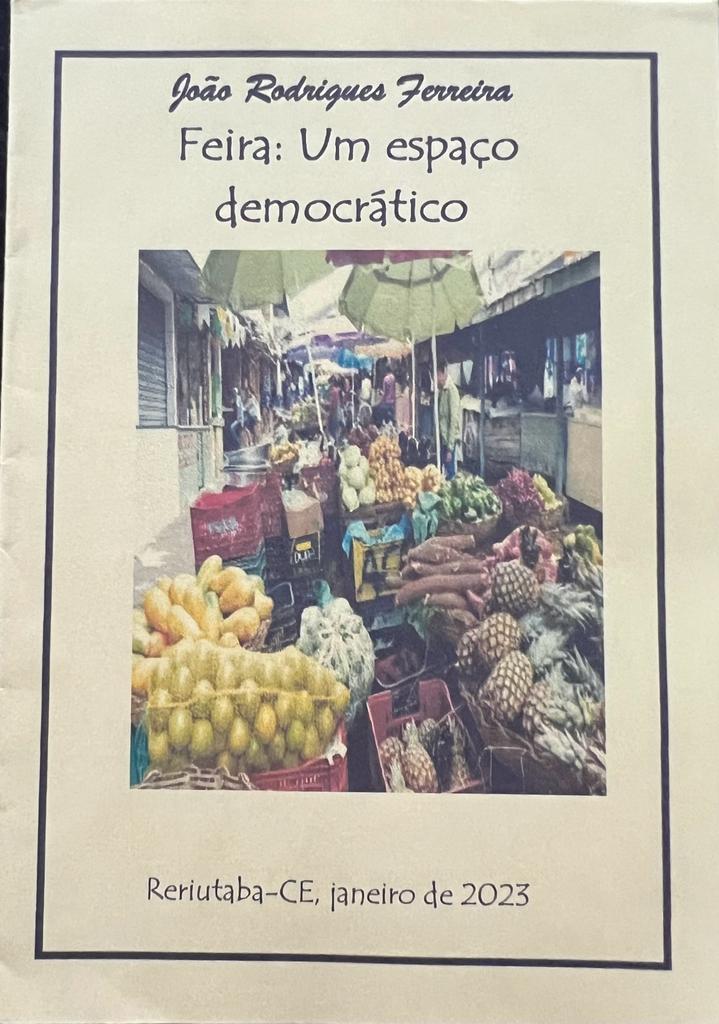 João Rodrigues Ferreira
Feira: Um espaço
democrático
Reriutaba-CE, janeiro de 2023